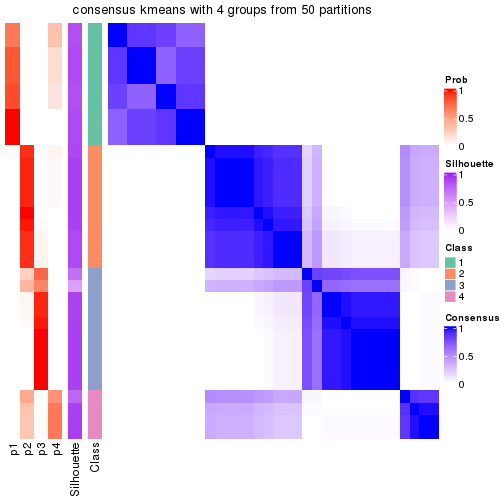 consensus kmeans with 4 groups from 50 partitions
Prob
1
0.5
0
Silhouette
1
0.5
0
Class
1
2
3
4
Consensus
1
0.5
0
p1
p2
p3
p4
Silhouette
Class